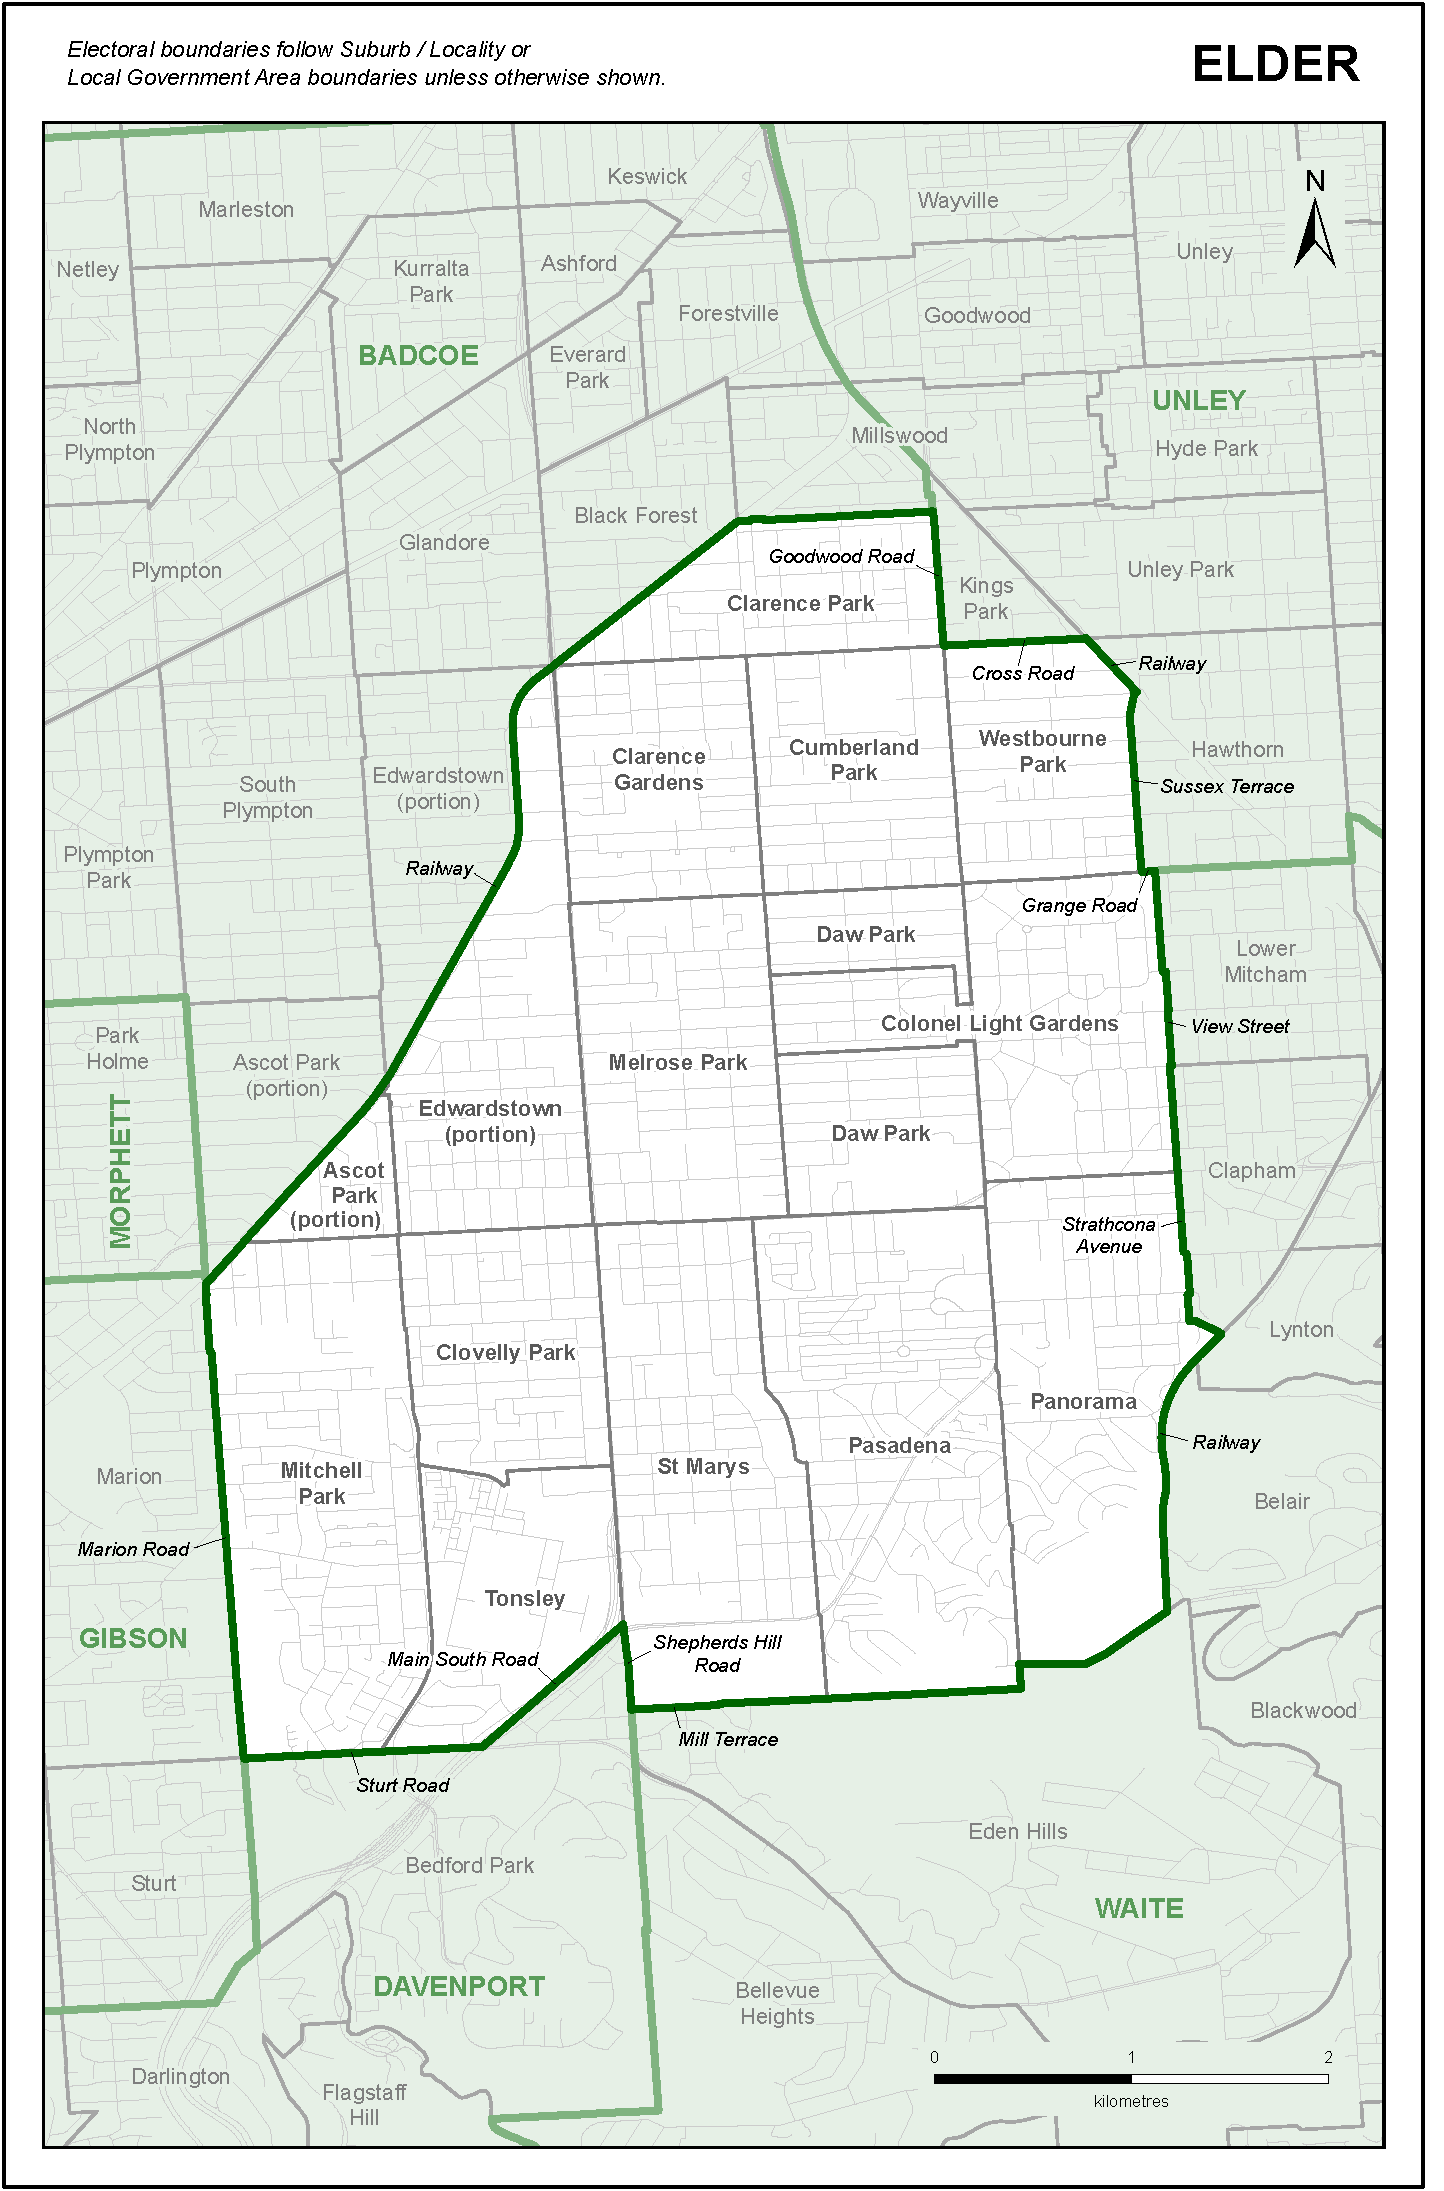 Electoral boundaries follow Suburb / Locality or
Local Government Area boundaries unless otherwise shown.
ELDER
N
Keswick
Marleston
Wayville
Unley
Netley
Kurralta
Park
Ashford
Forestville
Goodwood
BADCOE
Everard
Park
UNLEY
North
Plympton
Millswood
Hyde Park
Black Forest
Glandore
Goodwood Road
Plympton
Kings
Park
Unley Park
Clarence Park
Cross Road
Railway
Clarence
Gardens
Cumberland
Park
Westbourne
Park
Hawthorn
South
Plympton
Edwardstown
(portion)
Sussex Terrace
Plympton
Park
Railway
Grange Road
Daw Park
Lower
Mitcham
Park
Holme
Ascot Park
(portion)
Colonel Light Gardens
View Street
Melrose Park
MORPHETT
Edwardstown
(portion)
Daw Park
Ascot
Park
(portion)
Clapham
Strathcona
Avenue
Clovelly Park
Lynton
Panorama
Pasadena
Railway
Marion
Mitchell
Park
St Marys
Belair
Marion Road
Tonsley
GIBSON
Main South Road
Shepherds Hill
Road
Blackwood
Mill Terrace
Sturt Road
Eden Hills
Bedford Park
Sturt
WAITE
DAVENPORT
Bellevue
Heights
Darlington
Flagstaff
Hill
0 1 2
kilometres